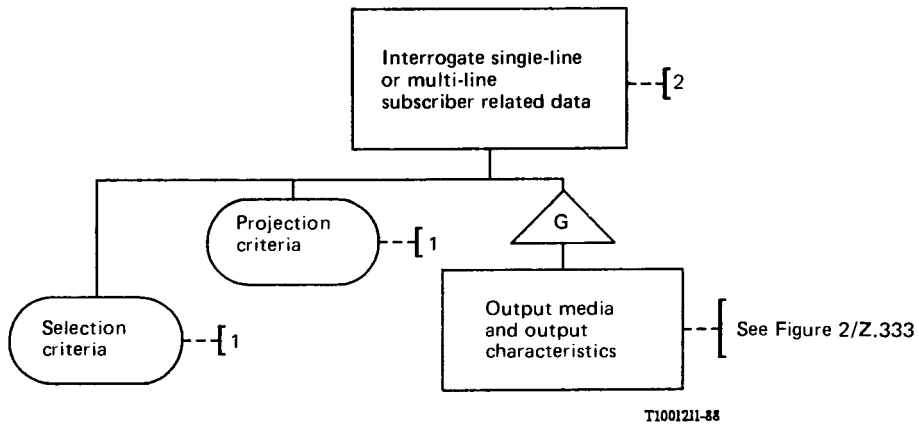 Interrogate single-line
or multi-line
subscriber related data
2
Projection
criteria
1
G
Selection
criteria
1
Output media
and output
characteristics
See Figure 2/Z.333
T1001211-88